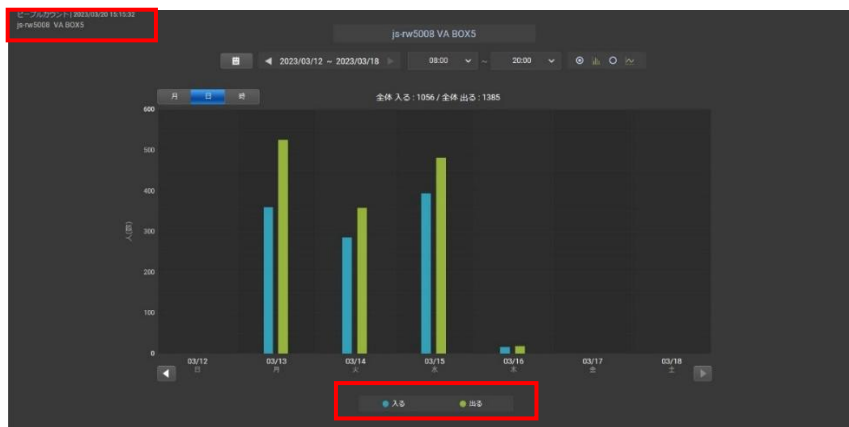 ピープルカウント | 2023/03/20 15:15:32
js-rw5008 VA BOX5
js-rw5008 VA BOX5
2023/03/12 ~ 2023/03/18
08:00 ~ 20:00
月 日 時
全体 入る : 1056 / 全体 出る : 1385
600
500
400
300
200
100
0
人(数)
03/12 03/13 03/14 03/15 03/16 03/17 03/18
日 月 火 水 木 金 土
入る 出る